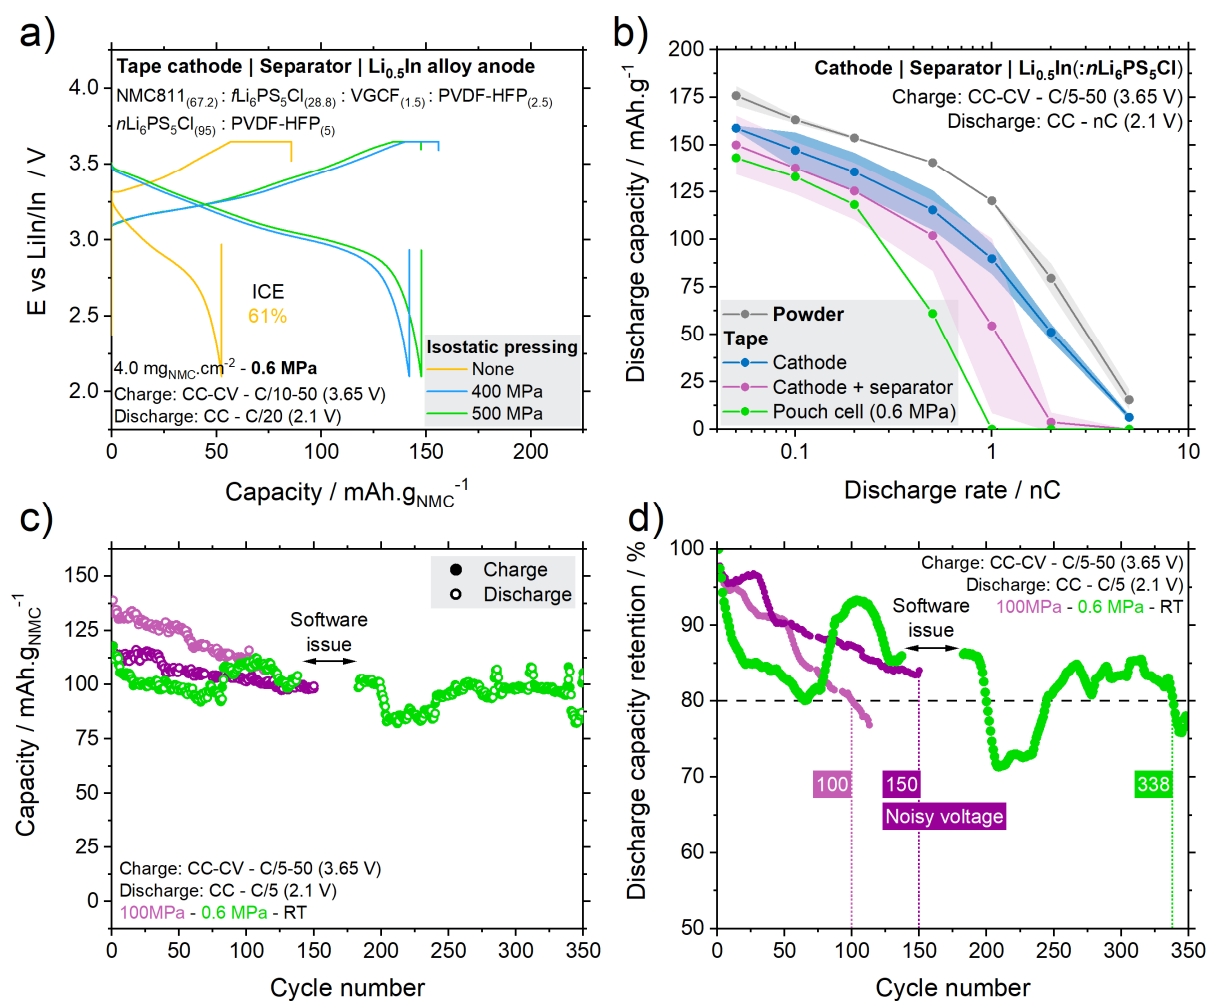 a)
Tape cathode | Separator | Li0.5In alloy anode
NMC811(67.2) : fLi6PS5Cl(28.8) : VGCF(1.5) : PVDF-HFP(2.5)
nLi6PS5Cl(95) : PVDF-HFP(5)
4.0
3.5
3.0
2.5
2.0
E vs LiIn/In / V
ICE
61%
4.0 mgNMC.cm-2 - 0.6 MPa
Charge: CC-CV - C/10-50 (3.65 V)
Discharge: CC - C/20 (2.1 V)
Isostatic pressing
None
400 MPa
500 MPa
0 50 100 150 200
Capacity / mAh.gNMC-1
b)
Cathode | Separator | Li0.5In(:nLi6PS5Cl)
Charge: CC-CV - C/5-50 (3.65 V)
Discharge: CC - nC (2.1 V)
200
175
150
125
100
75
50
25
0
Discharge capacity / mAh.g-1
Powder
Tape
Cathode
Cathode + separator
Pouch cell (0.6 MPa)
0.1 1 10
Discharge rate / nC
c)
150
125
100
75
50
25
0
Capacity / mAh.gNMC-1
Charge
Discharge
Software
issue
Charge: CC-CV - C/5-50 (3.65 V)
Discharge: CC - C/5 (2.1 V)
100MPa - 0.6 MPa - RT
0 50 100 150 200 250 300 350
Cycle number
d)
100
90
80
70
60
50
Discharge capacity retention / %
Charge: CC-CV - C/5-50 (3.65 V)
Discharge: CC - C/5 (2.1 V)
100MPa - 0.6 MPa - RT
Software
issue
100
150
338
Noisy voltage
0 50 100 150 200 250 300 350
Cycle number